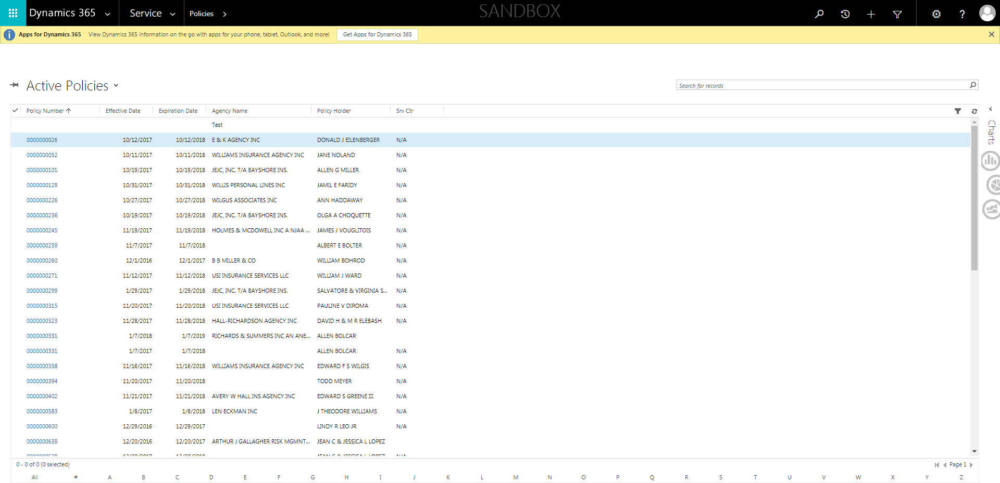 Dynamics 365 Service Policies SANDBOX
Apps for Dynamics 365 View Dynamics 365 information on the go with apps for your phone, tablet, Outlook, and more! Get Apps for Dynamics 365
Active Policies
Search for records
Policy Number Effective Date Expiration Date Agency Name Policy Holder Srv Ctr
Test
0000000026 10/12/2017 10/12/2018 E & K AGENCY INC DONALD J EILENBERGER N/A
0000000052 10/11/2017 10/11/2018 WILLIAMS INSURANCE AGENCY INC JANE NOLAND N/A
0000000101 10/19/2017 10/19/2018 JEJC, INC. T/A BAYSHORE INS. ALLEN G MILLER N/A
0000000129 10/31/2017 10/31/2018 WILLIS PERSONAL LINES INC JAMIL E FARIDY N/A
0000000226 10/27/2017 10/27/2018 WILGUS ASSOCIATES INC ANN HADDAWAY N/A
0000000236 10/19/2017 10/19/2018 JEJC, INC. T/A BAYSHORE INS. OLGA A CHOQUETTE N/A
0000000245 11/19/2017 11/19/2018 HOLMES & MCDOWELL INC A NJAA ... JAMES J VOUGLITOIS N/A
0000000259 11/7/2017 11/7/2018 ALBERT E BOLTER N/A
0000000260 12/1/2016 12/1/2017 B B MILLER & CO WILLIAM BOHROD N/A
0000000271 11/12/2017 11/12/2018 USI INSURANCE SERVICES LLC WILLIAM J WARD N/A
0000000299 1/29/2017 1/29/2018 JEJC, INC. T/A BAYSHORE INS. SALVATORE & VIRGINIA S... N/A
0000000315 11/20/2017 11/20/2018 USI INSURANCE SERVICES LLC PAULINE V DIROMA N/A
0000000323 11/28/2017 11/28/2018 HALL-RICHARDSON AGENCY INC DAVID H & M R ELEBASH N/A
0000000331 1/7/2018 1/7/2019 RICHARDS & SUMMERS INC AN ANE... ALLEN BOLCAR
0000000331 1/7/2017 1/7/2018 ALLEN BOLCAR N/A
0000000358 11/16/2017 11/16/2018 WILLIAMS INSURANCE AGENCY INC EDWARD F S WILGIS N/A
0000000394 11/20/2017 11/20/2018 TODD MEYER N/A
0000000402 11/21/2017 11/21/2018 AVERY W HALL INS AGENCY INC EDWARD S GREENE III N/A
0000000583 1/8/2017 1/8/2018 LEN ECKMAN INC J THEODORE WILLIAMS N/A
0000000600 12/29/2016 12/29/2017 LINDY R LEO JR N/A
0000000639 12/20/2016 12/20/2017 ARTHUR J GALLAGHER RISK MGMNT... JEAN C & JESSICA L LOPEZ
Charts
0 - 0 of 0 (0 selected) Page 1
All # A B C D E F G H I J K L M N O P Q R S T U V W X Y Z